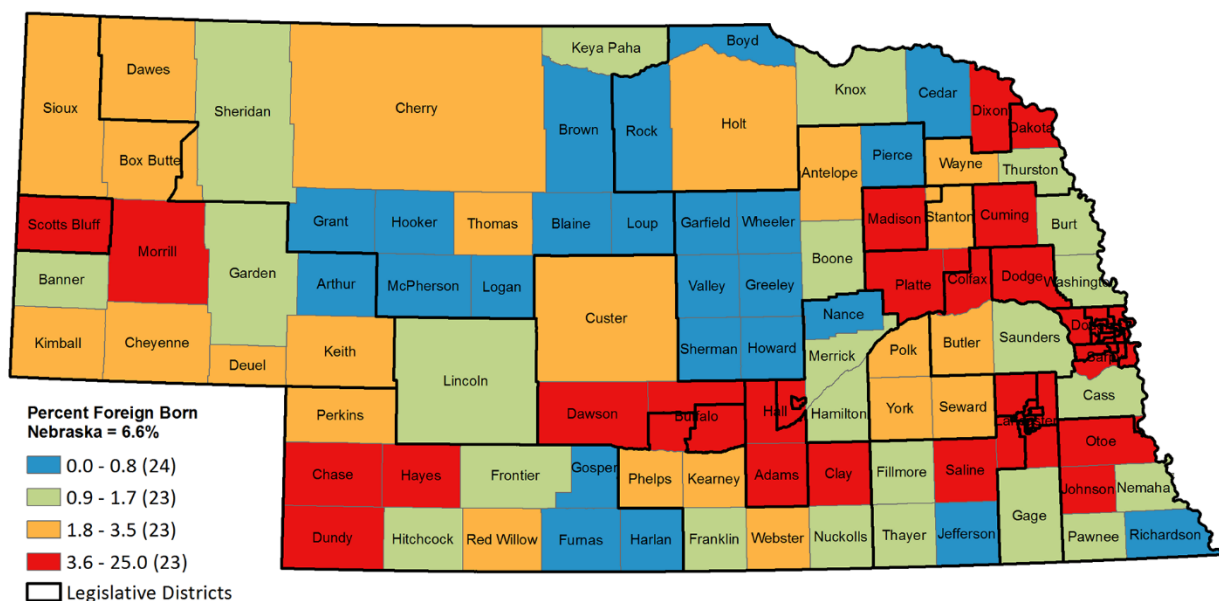 Keya Paha
Boyd
Dawes
Knox
Cedar
Sioux
Sheridan
Cherry
Dixon
Dakota
Brown
Rock
Holt
Box Butte
Pierce
Wayne
Thurston
Antelope
Scotts Bluff
Grant
Hooker
Thomas
Blaine
Loup
Garfield
Wheeler
Madison
Stanton
Cuming
Burt
Morrill
Boone
Banner
Garden
Arthur
McPherson
Logan
Valley
Greeley
Platte
Colfax
Dodge
Washington
Nance
Custer
Kimball
Cheyenne
Deuel
Keith
Sherman
Howard
Merrick
Polk
Butler
Saunders
Lincoln
Perkins
Dawson
Buffalo
Hall
Hamilton
York
Seward
Lancaster
Cass
Otoe
Chase
Hayes
Frontier
Gosper
Phelps
Kearney
Adams
Clay
Fillmore
Saline
Johnson
Nemaha
Gage
Dundy
Hitchcock
Red Willow
Furnas
Harlan
Franklin
Webster
Nuckolls
Thayer
Jefferson
Pawnee
Richardson
Percent Foreign Born
Nebraska = 6.6%
0.0 - 0.8 (24)
0.9 - 1.7 (23)
1.8 - 3.5 (23)
3.6 - 25.0 (23)
Legislative Districts